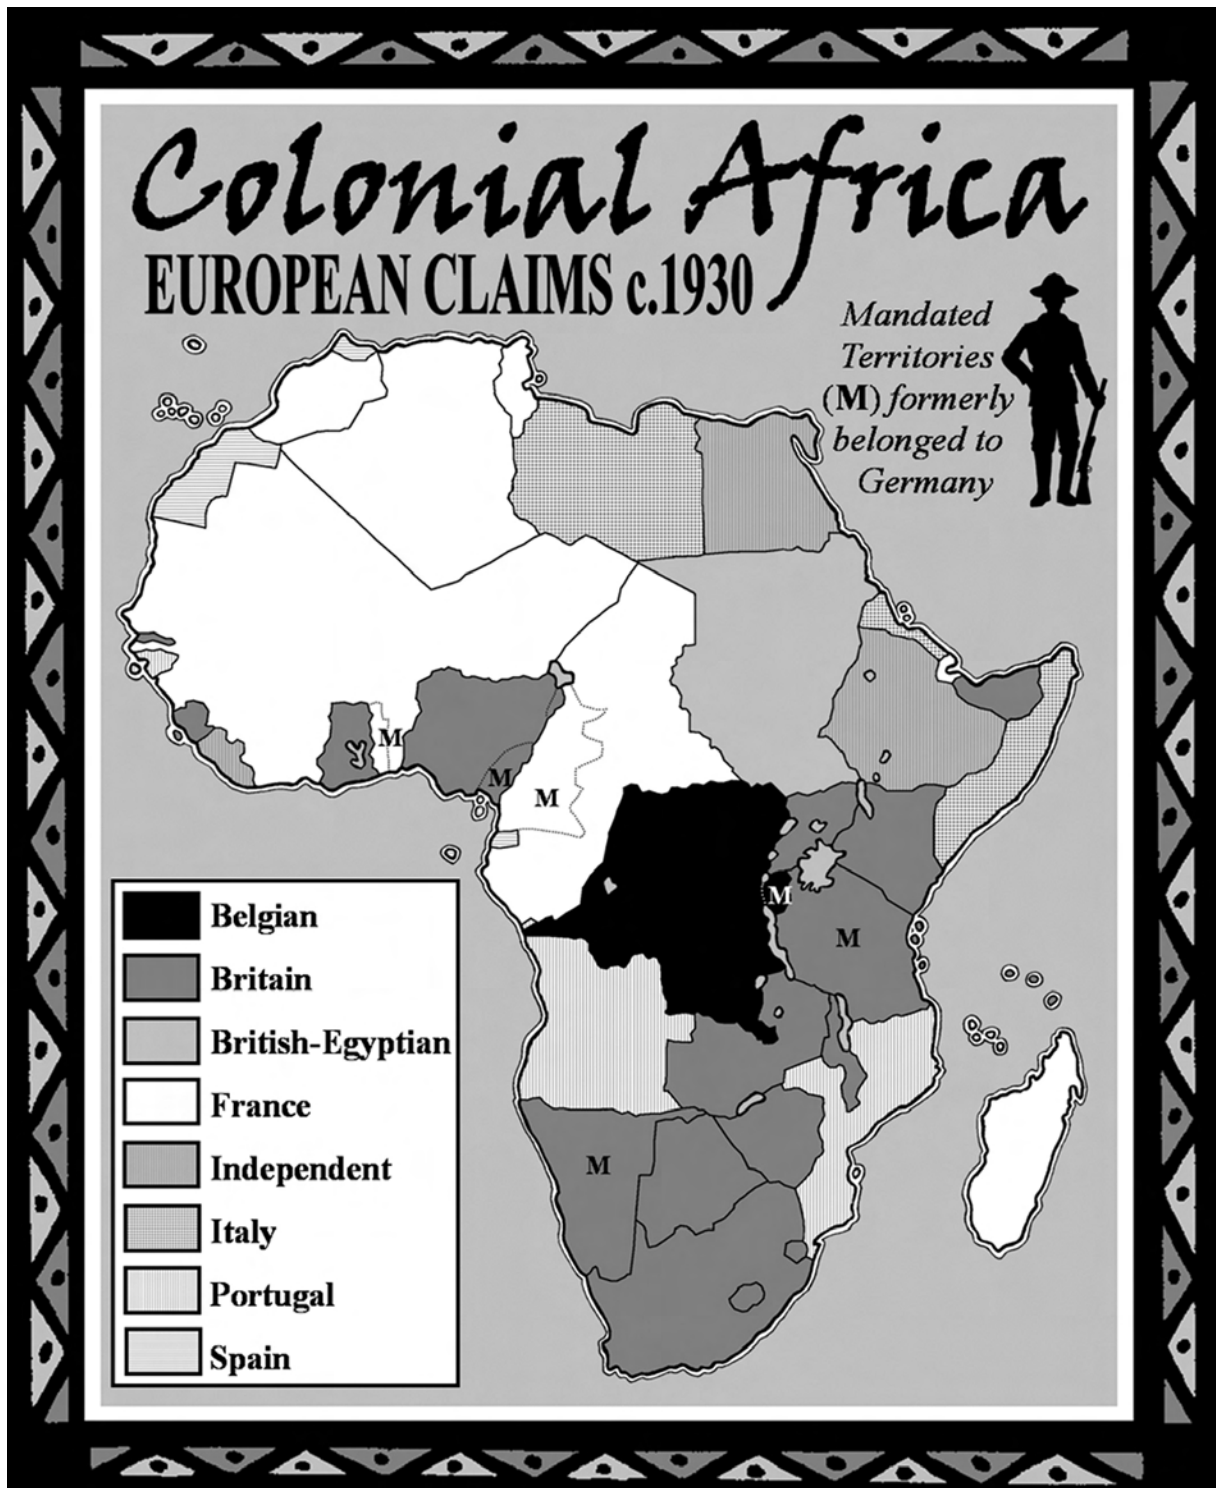 Colonial Africa
EUROPEAN CLAIMS c.1930
Mandated
Territories
(M) formerly
belonged to
Germany
M
M
M
M
M
M
Belgian
Britain
British-Egyptian
France
Independent
Italy
Portugal
Spain